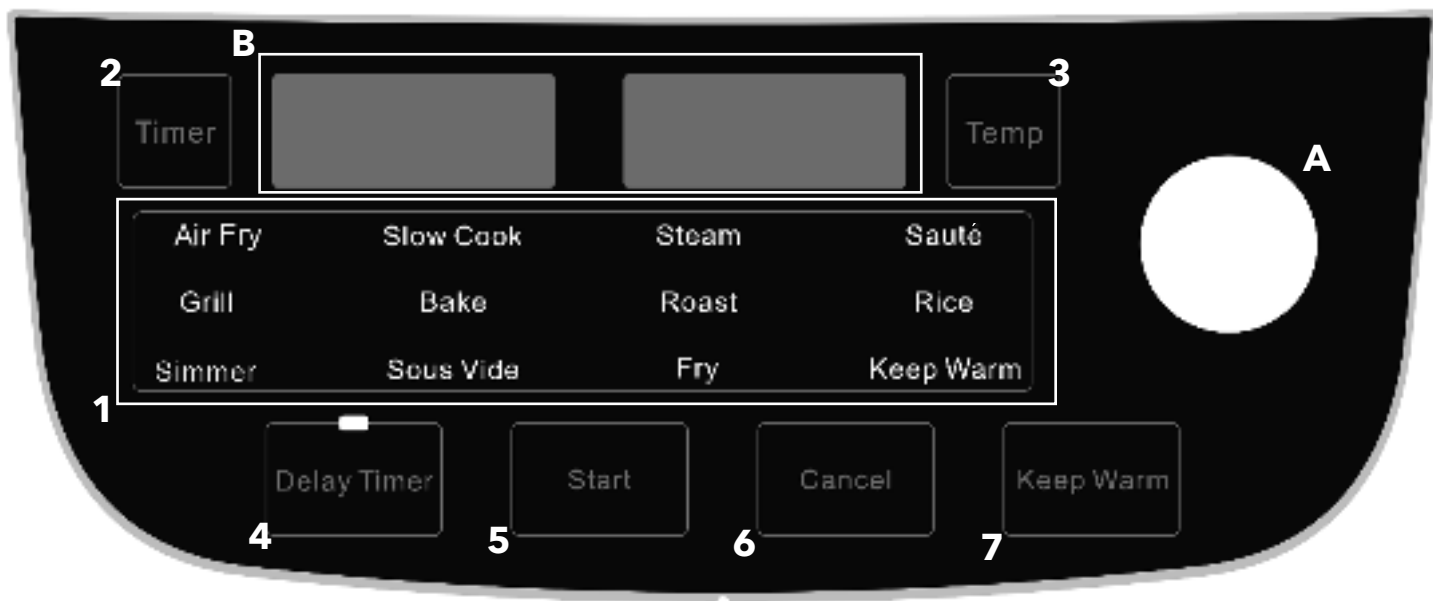 B
2
3
Timer
Temp
A
Air Fry Slow Cook Steam Sauté
Grill Bake Roast Rice
Simmer Sous Vide Fry Keep Warm
1
Delay Timer Start Cancel Keep Warm
4 5 6 7